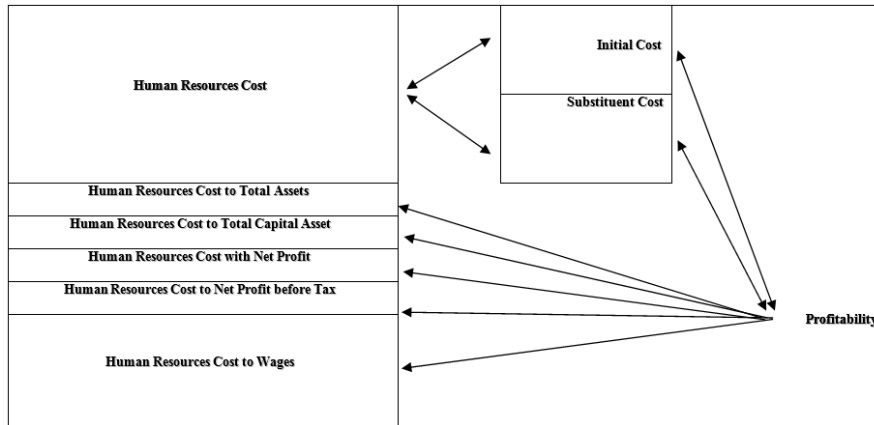 Initial Cost
Human Resources Cost
Substituent Cost
Human Resources Cost to Total Assets
Human Resources Cost to Total Capital Asset
Human Resources Cost with Net Profit
Human Resources Cost to Net Profit before Tax
Profitability
Human Resources Cost to Wages